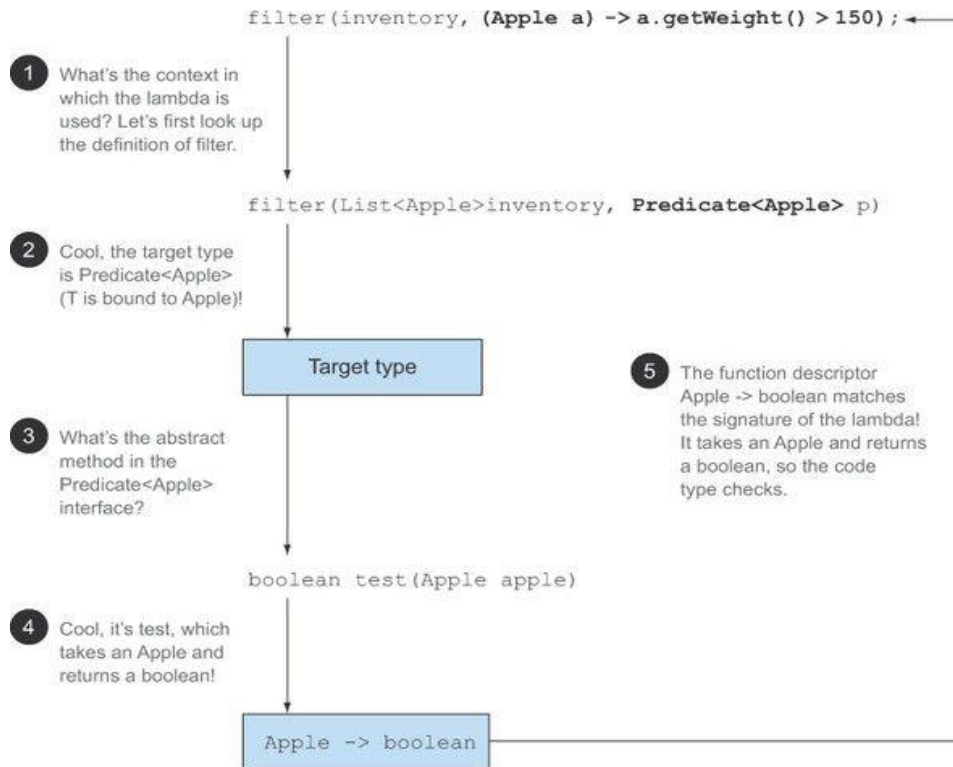 filter(inventory, (Apple a) -> a.getWeight() > 150);
1 What's the context in
which the lambda is
used? Let's first look up
the definition of filter.
filter(List<Apple>inventory, Predicate<Apple> p)
2 Cool, the target type
is Predicate<Apple>
(T is bound to Apple)!
Target type
3 What's the abstract
method in the
Predicate<Apple>
interface?
5 The function descriptor
Apple -> boolean matches
the signature of the lambda!
It takes an Apple and returns
a boolean, so the code
type checks.
boolean test(Apple apple)
4 Cool, it's test, which
takes an Apple and
returns a boolean!
Apple -> boolean